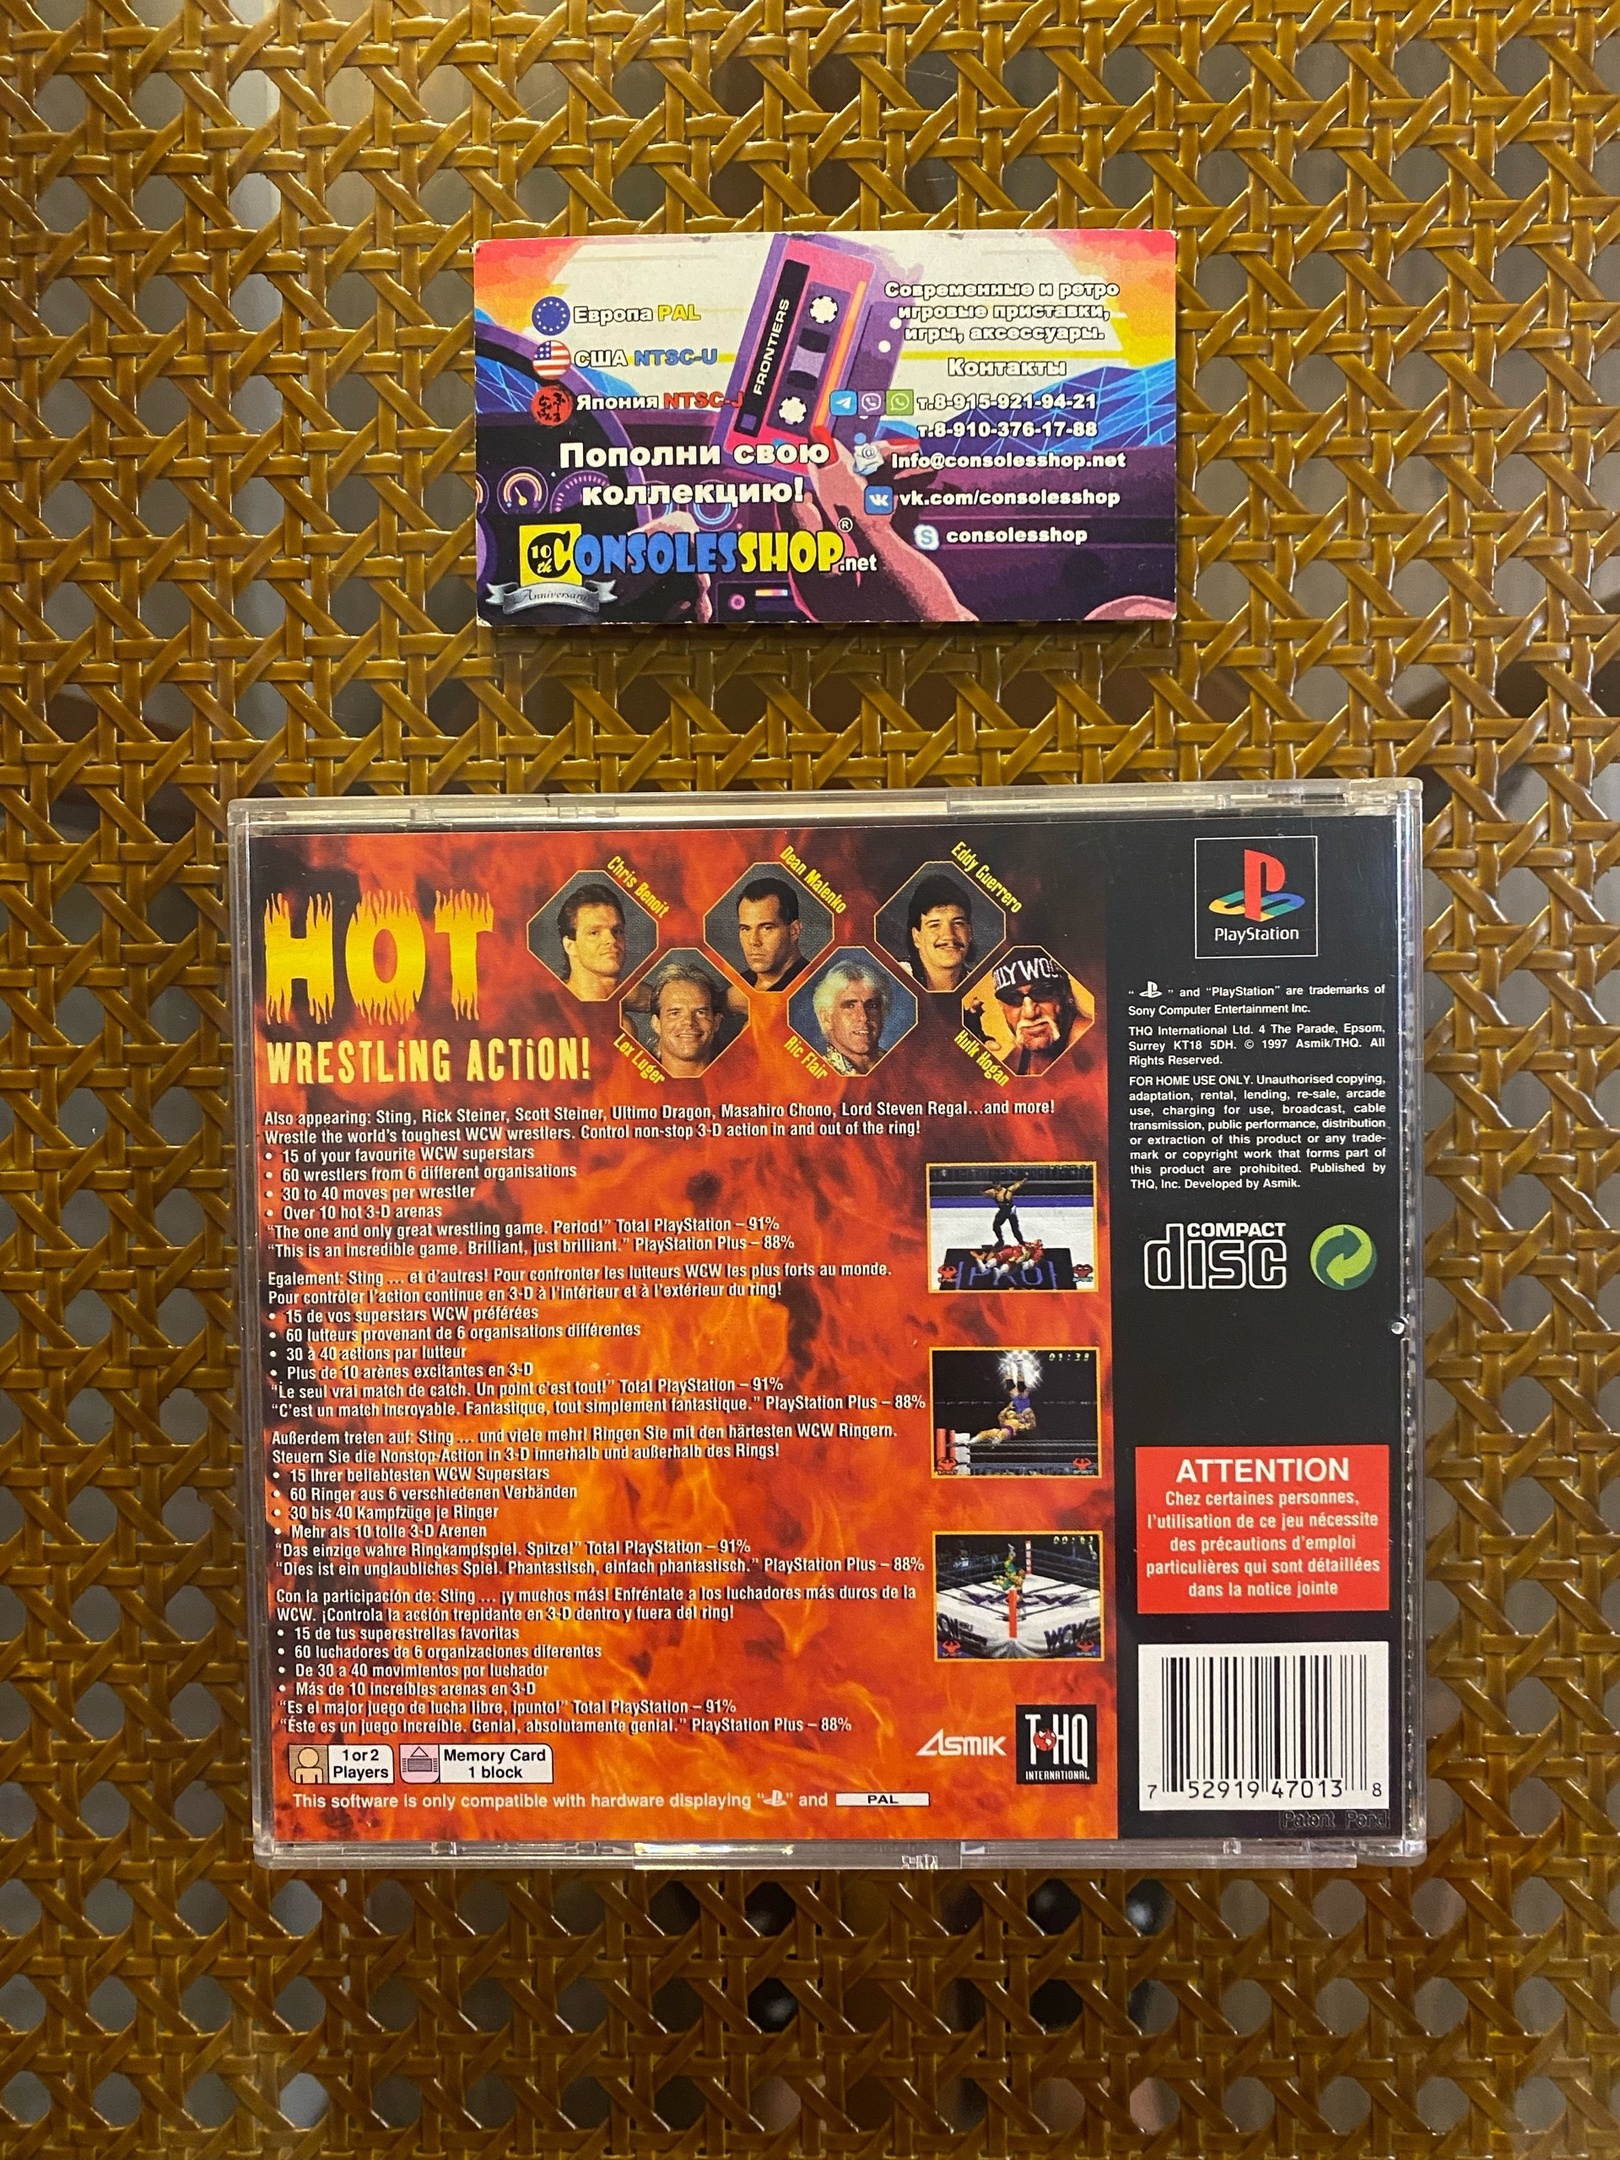 Европа PAL
США NTSC-U
Япония NTSC-J
Пополни свою
коллекцию!
10th
Anniversary
CONSOLESSHOP.net
®
FRONTIERS
Современные и ретро
игровые приставки,
игры, аксессуары.
Контакты
т.8-915-921-94-21
т.8-910-376-17-88
@ info@consolesshop.net
vk.com/consolesshop
consolesshop
HOT
WRESTLiNG ACTiON!
Chris Benoit
Dean Malenko
Eddy Guerrero
Lex Luger
Ric Flair
Hulk Hogan
Also appearing: Sting, Rick Steiner, Scott Steiner, Ultimo Dragon, Masahiro Chono, Lord Steven Regal...and more!
Wrestle the world's toughest WCW wrestlers. Control non-stop 3-D action in and out of the ring!
• 15 of your favourite WCW superstars
• 60 wrestlers from 6 different organisations
• 30 to 40 moves per wrestler
• Over 10 hot 3-D arenas
"The one and only great wrestling game. Period!" Total PlayStation – 91%
"This is an incredible game. Brilliant, just brilliant." PlayStation Plus – 88%
Egalement: Sting ... et d'autres! Pour confronter les lutteurs WCW les plus forts au monde.
Pour contrôler l'action continue en 3-D à l'intérieur et à l'extérieur du ring!
• 15 de vos superstars WCW préférées
• 60 lutteurs provenant de 6 organisations différentes
• 30 à 40 actions par lutteur
• Plus de 10 arènes excitantes en 3-D
"Le seul vrai match de catch. Un point c'est tout!" Total PlayStation – 91%
"C'est un match incroyable. Fantastique, tout simplement fantastique." PlayStation Plus – 88%
Außerdem treten auf: Sting ... und viele mehr! Ringen Sie mit den härtesten WCW Ringern.
Steuern Sie die Nonstop-Action in 3-D innerhalb und außerhalb des Rings!
• 15 Ihrer beliebtesten WCW Superstars
• 60 Ringer aus 6 verschiedenen Verbänden
• 30 bis 40 Kampfzüge je Ringer
• Mehr als 10 tolle 3-D Arenen
"Das einzige wahre Ringkampfspiel. Spitze!" Total PlayStation – 91%
"Dies ist ein unglaubliches Spiel. Phantastisch, einfach phantastisch." PlayStation Plus – 88%
Con la participación de: Sting ... ¡y muchos más! Enfréntate a los luchadores más duros de la
WCW. ¡Controla la acción trepidante en 3-D dentro y fuera del ring!
• 15 de tus superestrellas favoritas
• 60 luchadores de 6 organizaciones diferentes
• De 30 a 40 movimientos por luchador
• Más de 10 increíbles arenas en 3-D
"Es el major juego de lucha libre, ¡punto!" Total PlayStation – 91%
"Éste es un juego increíble. Genial, absolutamente genial." PlayStation Plus – 88%
1 or 2
Players
Memory Card
1 block
ASMIK
THQ
INTERNATIONAL
This software is only compatible with hardware displaying " " and PAL
PlayStation
" " and "PlayStation" are trademarks of
Sony Computer Entertainment Inc.
THQ International Ltd. 4 The Parade, Epsom,
Surrey KT18 5DH. © 1997 Asmik/THQ. All
Rights Reserved.
FOR HOME USE ONLY. Unauthorised copying,
adaptation, rental, lending, re-sale, arcade
use, charging for use, broadcast, cable
transmission, public performance, distribution
or extraction of this product or any trade-
mark or copyright work that forms part of
this product are prohibited. Published by
THQ, Inc. Developed by Asmik.
COMPACT
disc
ATTENTION
Chez certaines personnes,
l'utilisation de ce jeu nécessite
des précautions d'emploi
particulières qui sont détaillées
dans la notice jointe
7 52919 47013 8
Patent Pend